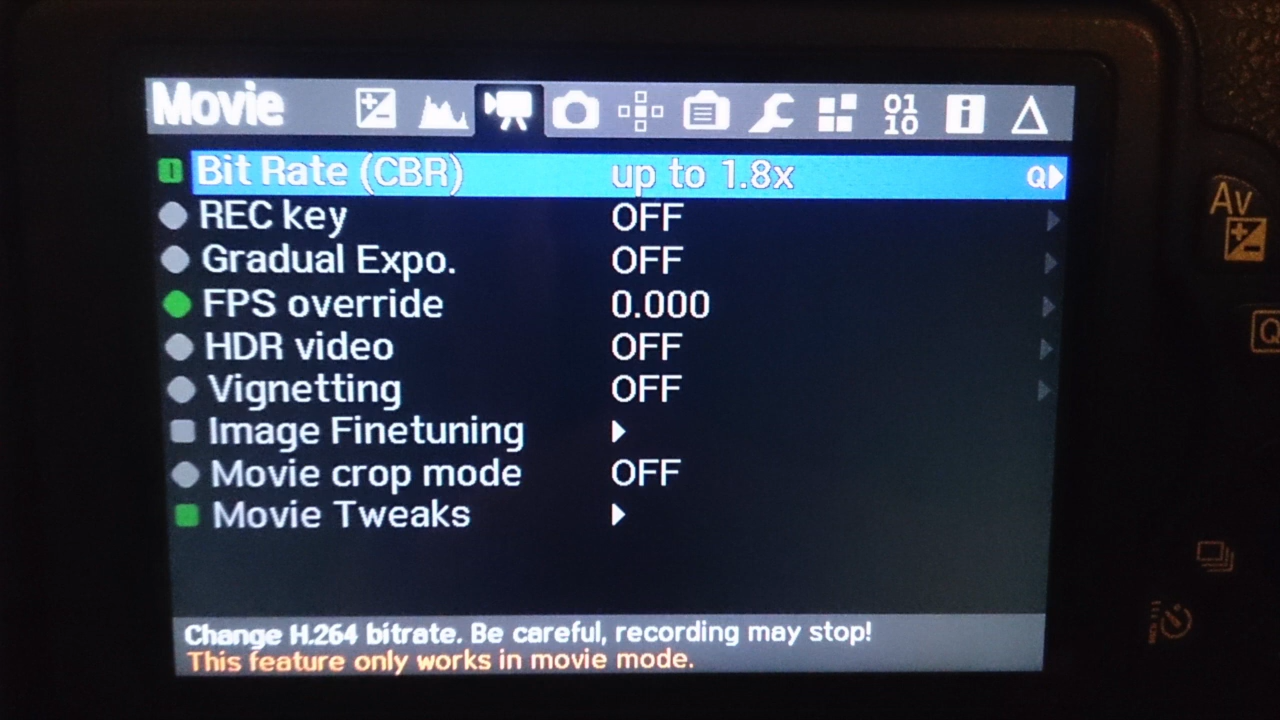 Movie 01 10 i
Bit Rate (CBR) up to 1.8x Q
REC key OFF
Gradual Expo. OFF
FPS override 0.000
HDR video OFF
Vignetting OFF
Image Finetuning
Movie crop mode OFF
Movie Tweaks
Change H.264 bitrate. Be careful, recording may stop!
This feature only works in movie mode.
Av
Q